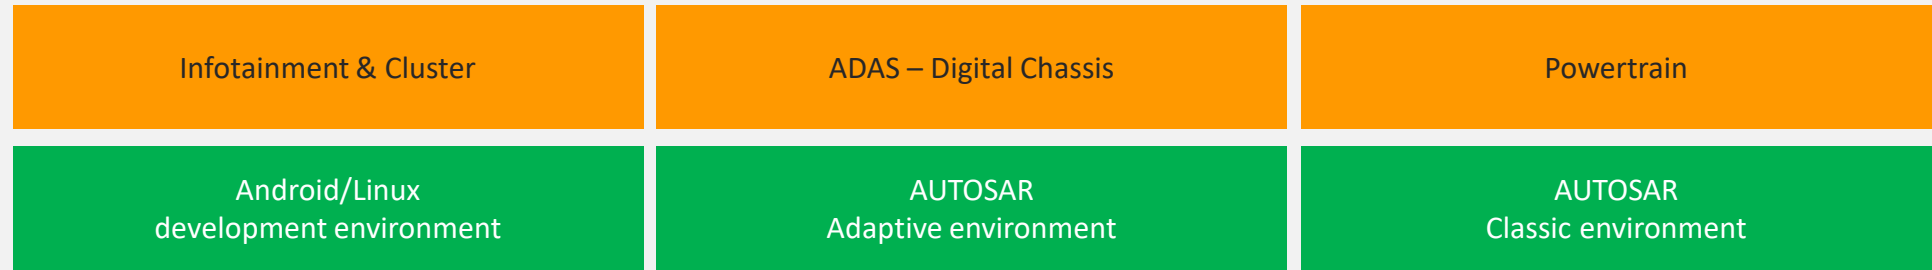 Infotainment & Cluster
ADAS – Digital Chassis
Powertrain
Android/Linux
development environment
AUTOSAR
Adaptive environment
AUTOSAR
Classic environment